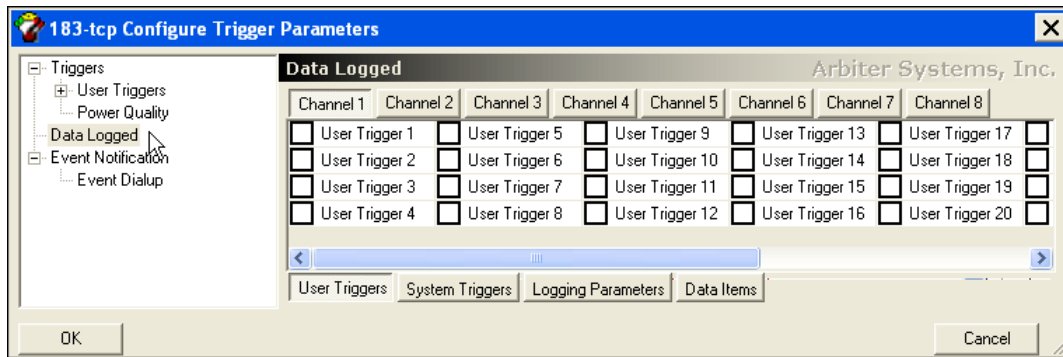 183-tcp Configure Trigger Parameters
Triggers
User Triggers
Power Quality
Data Logged
Event Notification
Event Dialup
Data Logged Arbiter Systems, Inc.
Channel 1 Channel 2 Channel 3 Channel 4 Channel 5 Channel 6 Channel 7 Channel 8
User Trigger 1 User Trigger 5 User Trigger 9 User Trigger 13 User Trigger 17
User Trigger 2 User Trigger 6 User Trigger 10 User Trigger 14 User Trigger 18
User Trigger 3 User Trigger 7 User Trigger 11 User Trigger 15 User Trigger 19
User Trigger 4 User Trigger 8 User Trigger 12 User Trigger 16 User Trigger 20
User Triggers System Triggers Logging Parameters Data Items
OK Cancel